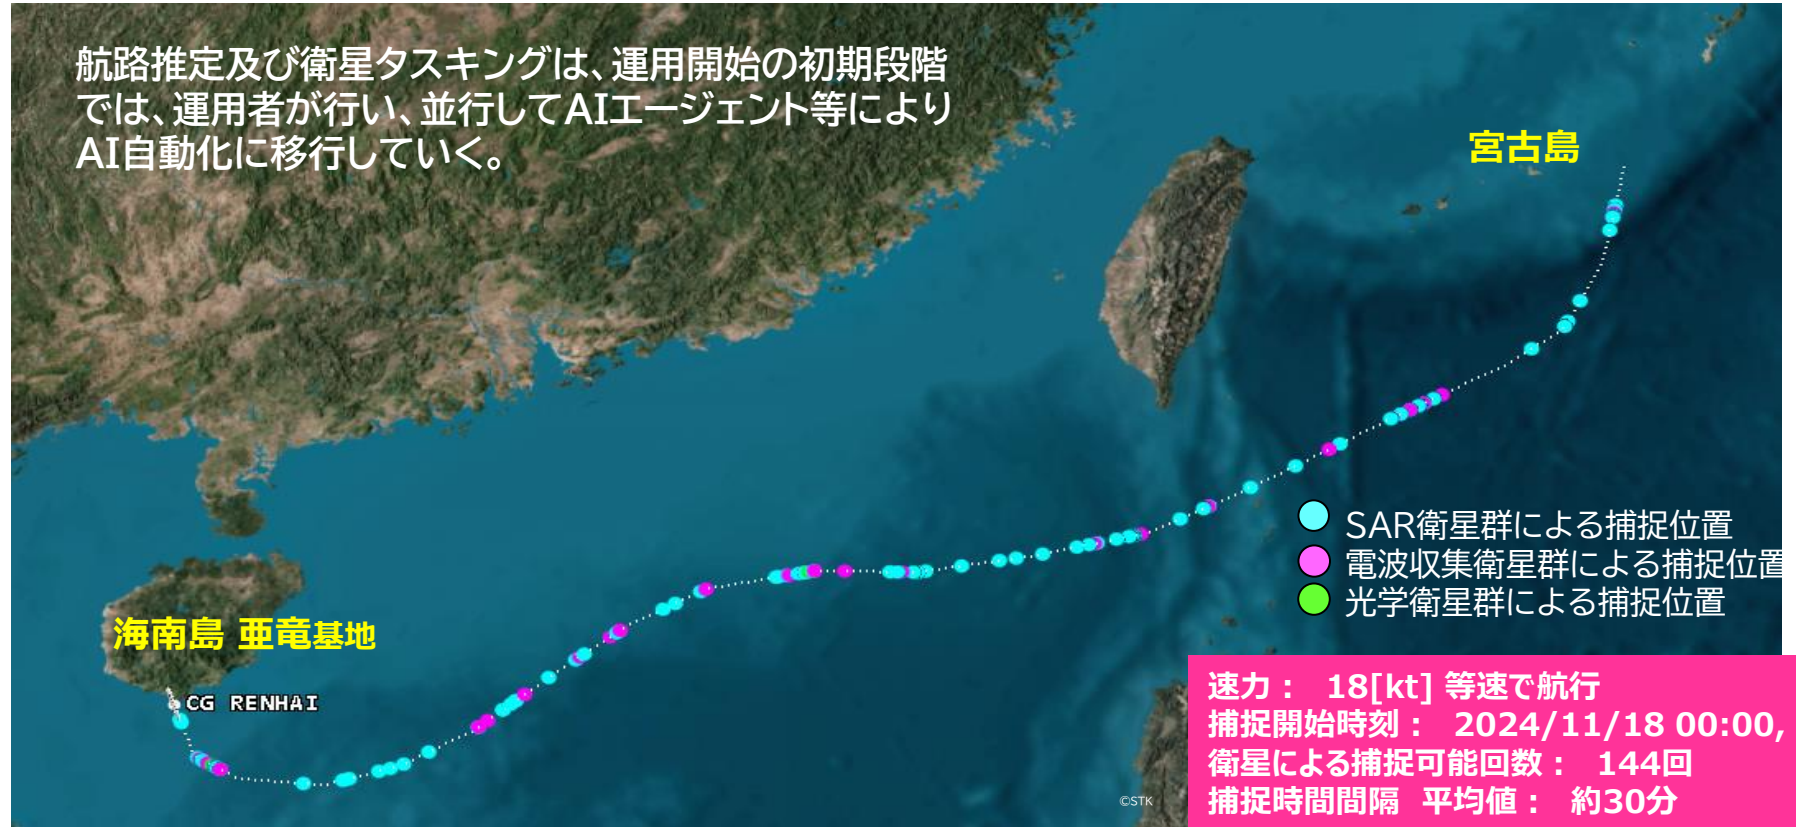 航路推定及び衛星タスキングは、運用開始の初期段階
では、運用者が行い、並行してAIエージェント等により
AI自動化に移行していく。
宮古島
SAR衛星群による捕捉位置
電波収集衛星群による捕捉位置
光学衛星群による捕捉位置
海南島 亜竜基地
CG RENHAI
速力： 18[kt] 等速で航行
捕捉開始時刻： 2024/11/18 00:00,
衛星による捕捉可能回数： 144回
捕捉時間間隔 平均値： 約30分
©STK